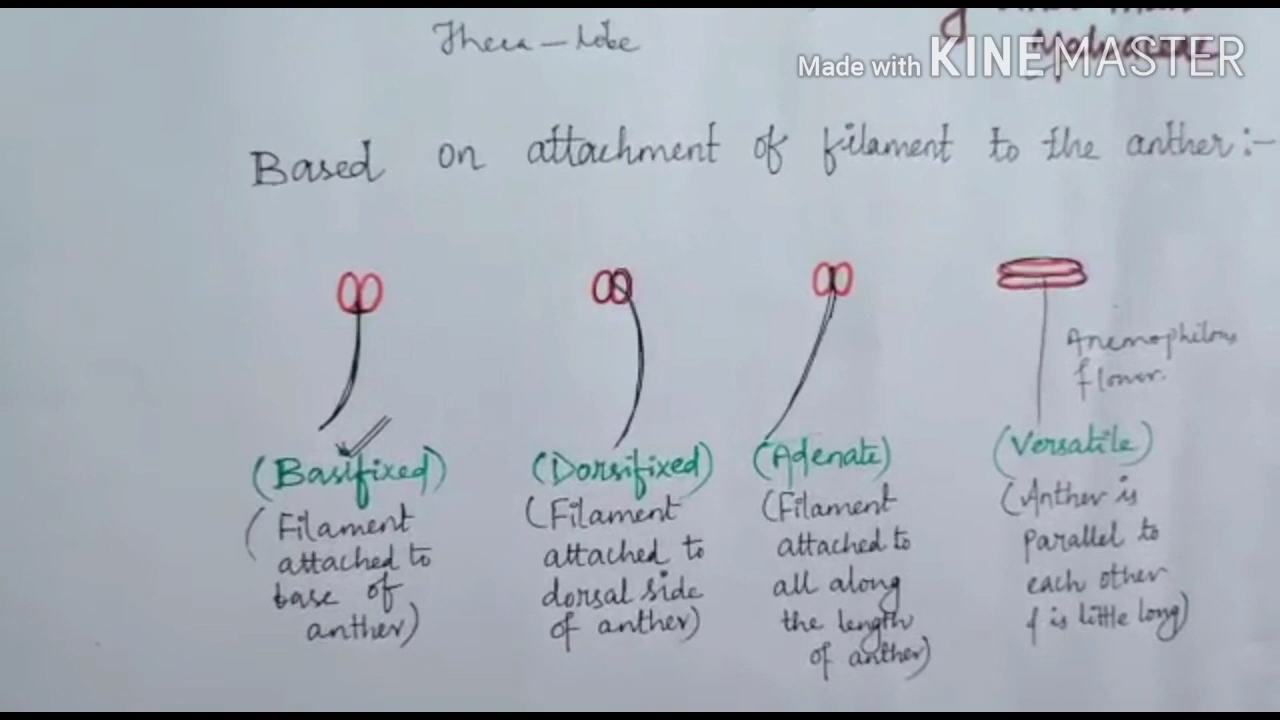 Theca - lobe
Made with KINEMASTER
Based on attachment of filament to the anther :-
Anemophilous
flower.
(Basifixed)
(Filament
attached to
base of
anther)
(Dorsifixed)
(Filament
attached to
dorsal side
of anther)
(Adenate)
(Filament
attached to
all along
the length
of anther)
(Versatile)
(Anther is
parallel to
each other
& is little long)